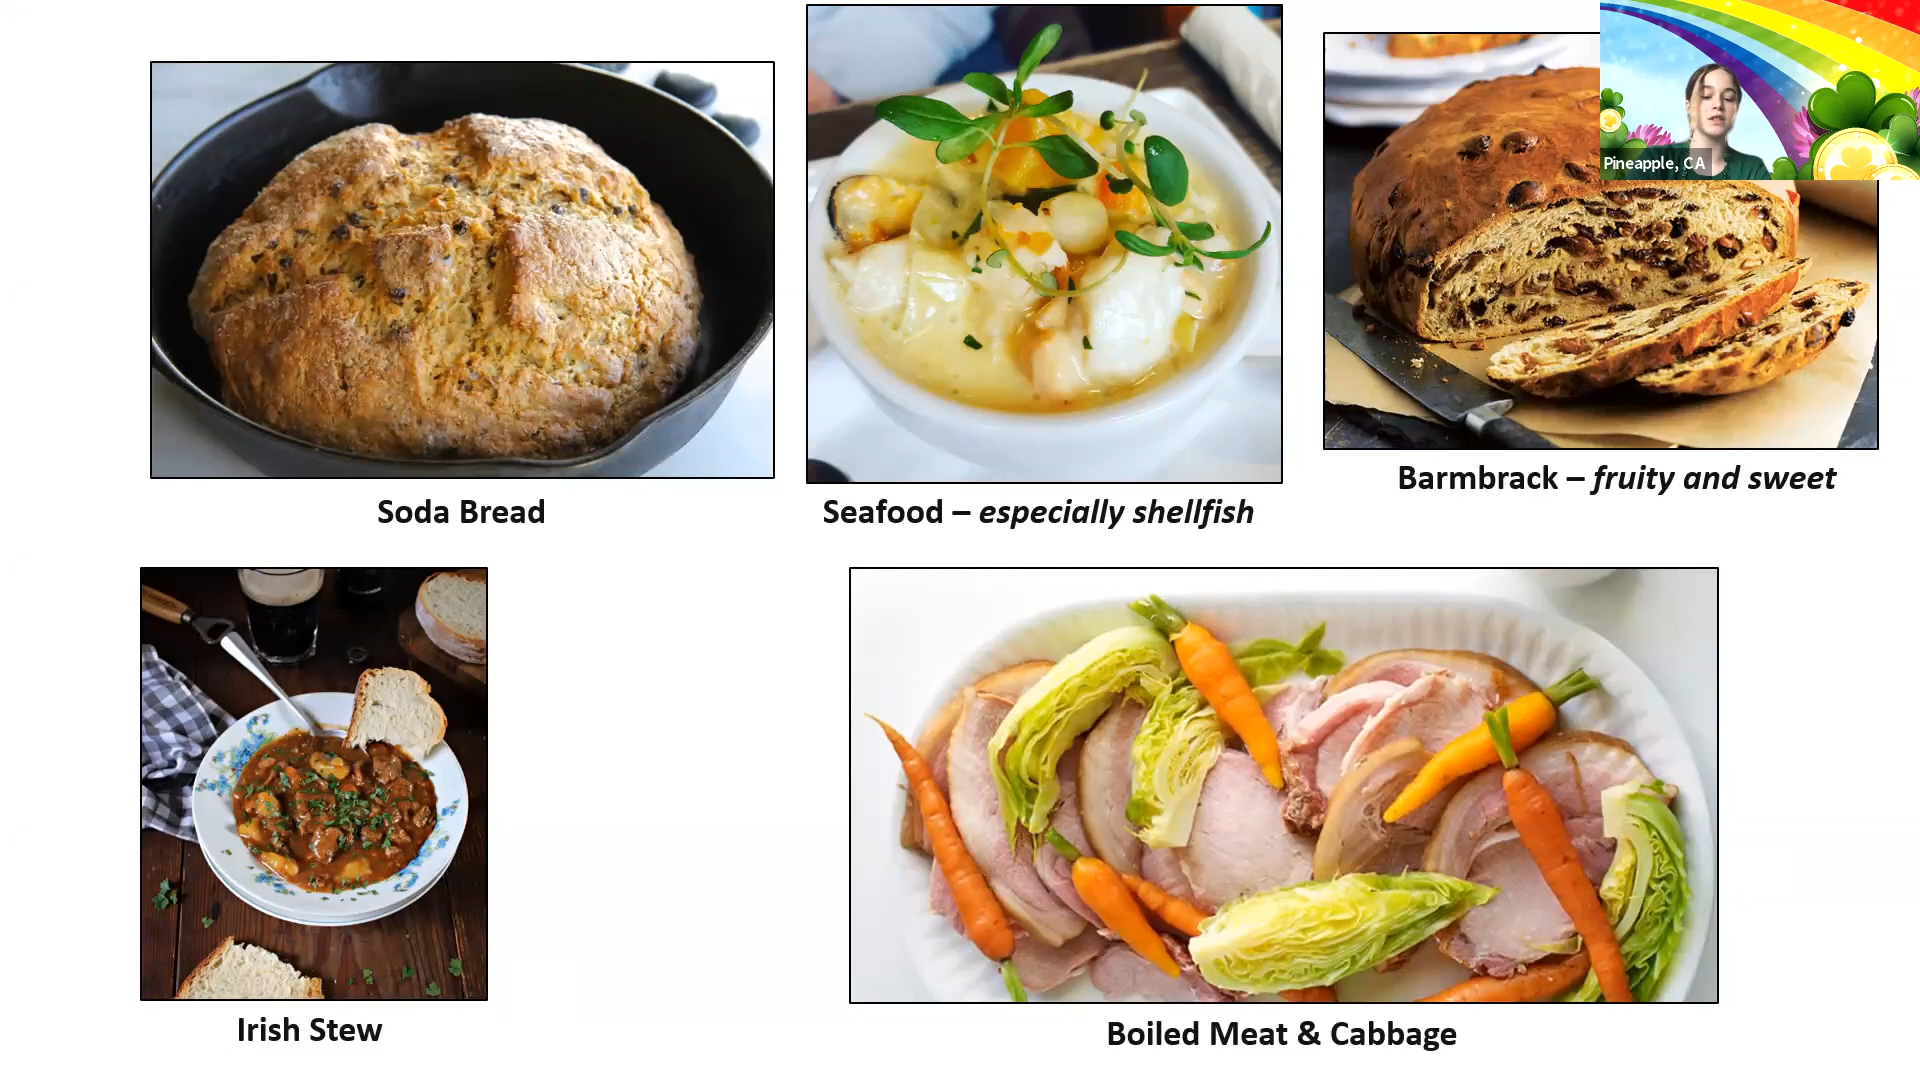 Pineapple, CA
Soda Bread
Seafood – especially shellfish
Barmbrack – fruity and sweet
Irish Stew
Boiled Meat & Cabbage